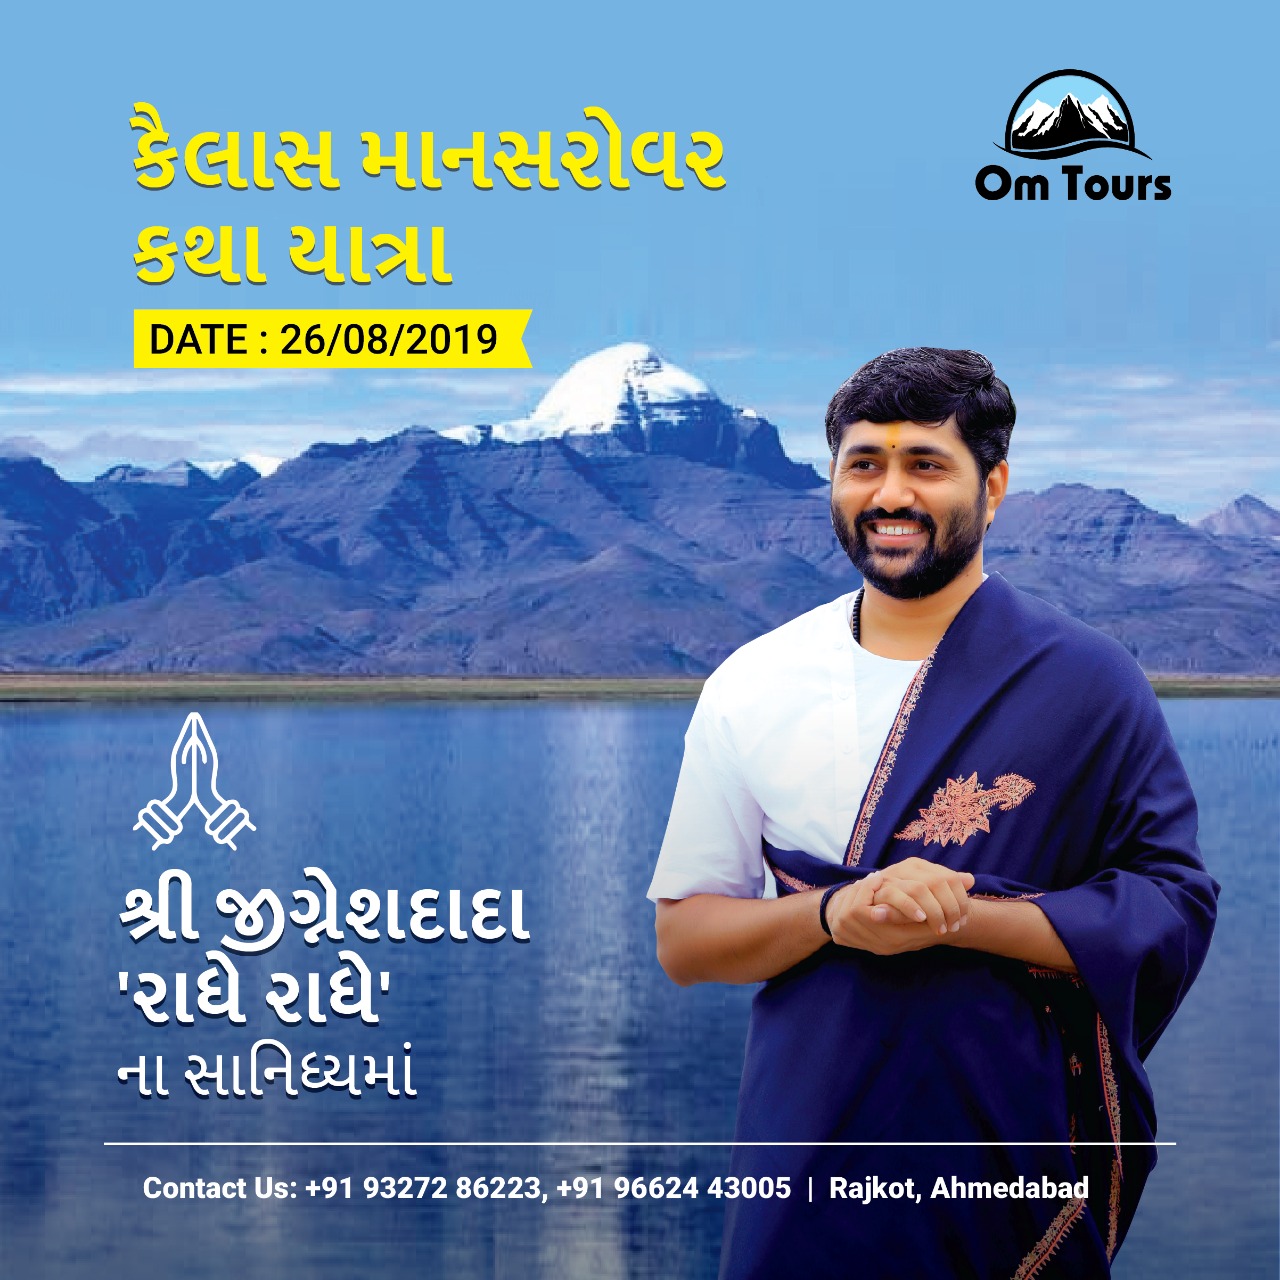 કૈલાસ માનસરોવર
કથા યાત્રા
DATE : 26/08/2019
Om Tours
શ્રી જીગ્નેશદાદા
'રાધે રાધે'
ના સાનિધ્યમાં
Contact Us: +91 93272 86223, +91 96624 43005 | Rajkot, Ahmedabad